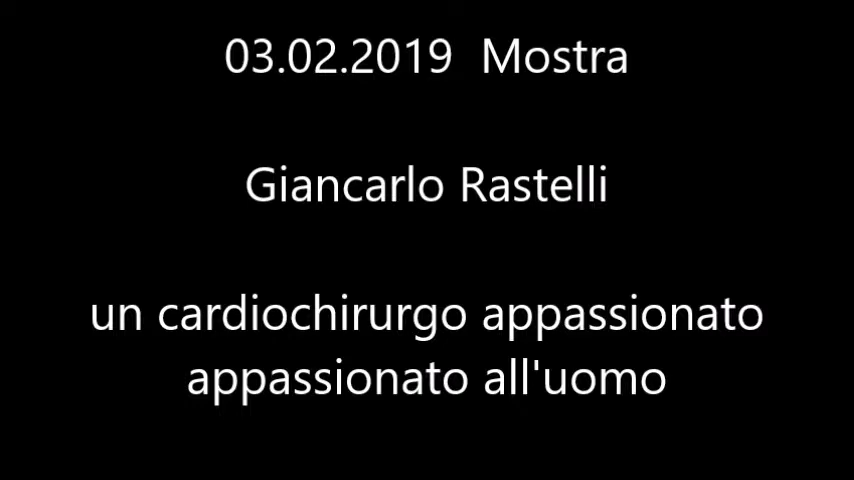 03.02.2019  Mostra
Giancarlo Rastelli
un cardiochirurgo appassionato
appassionato all'uomo